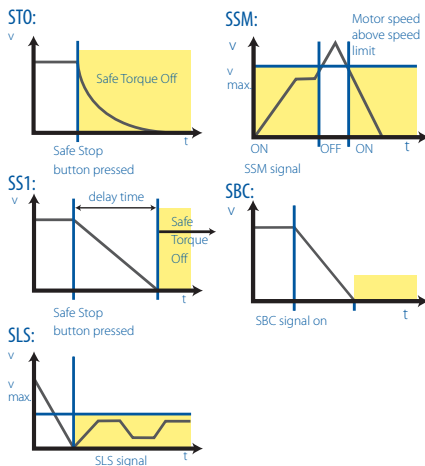 STO:
v
Safe Torque Off
t
Safe Stop
button pressed
SSM:
Motor speed
above speed
limit
v
v
max.
ON
OFF
ON
t
SSM signal
SS1:
v
delay time
Safe
Torque
Off
t
Safe Stop
button pressed
SBC:
v
t
SBC signal on
SLS:
v
v
max.
t
SLS signal